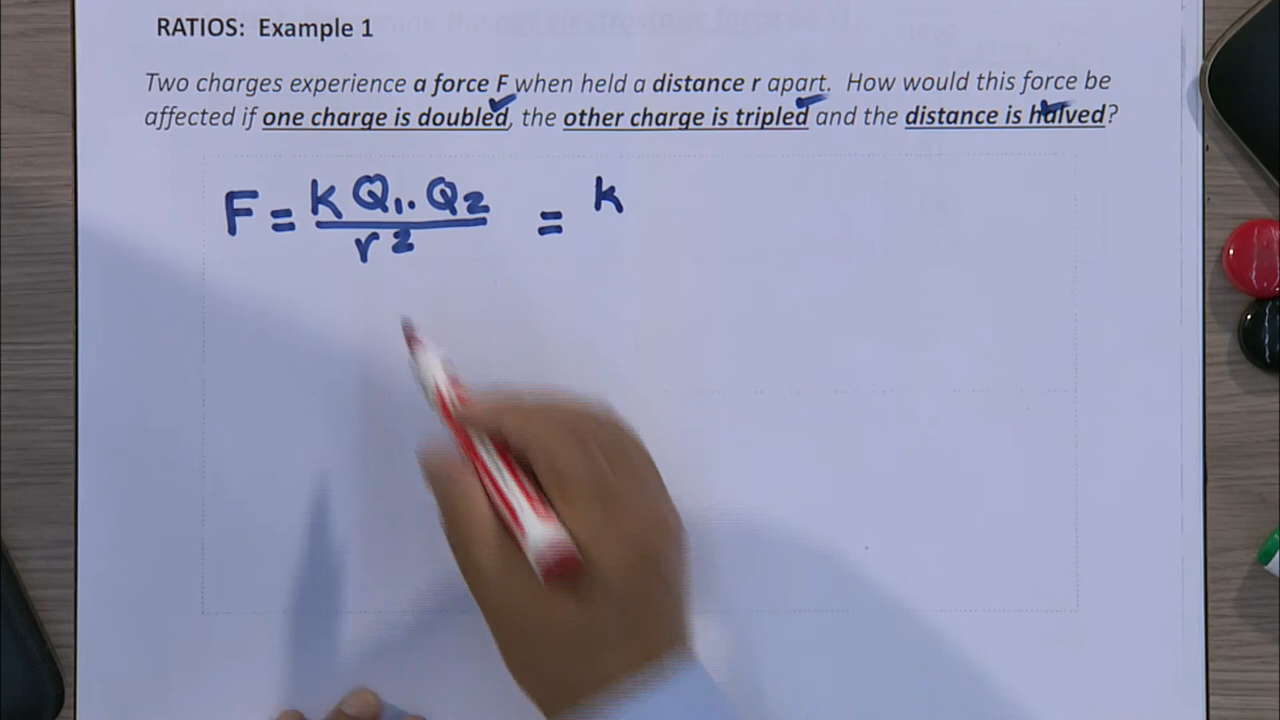 RATIOS: Example 1
Two charges experience a force F when held a distance r apart. How would this force be
affected if one charge is doubled, the other charge is tripled and the distance is halved?
F = k Q1 . Q2 = k
r²